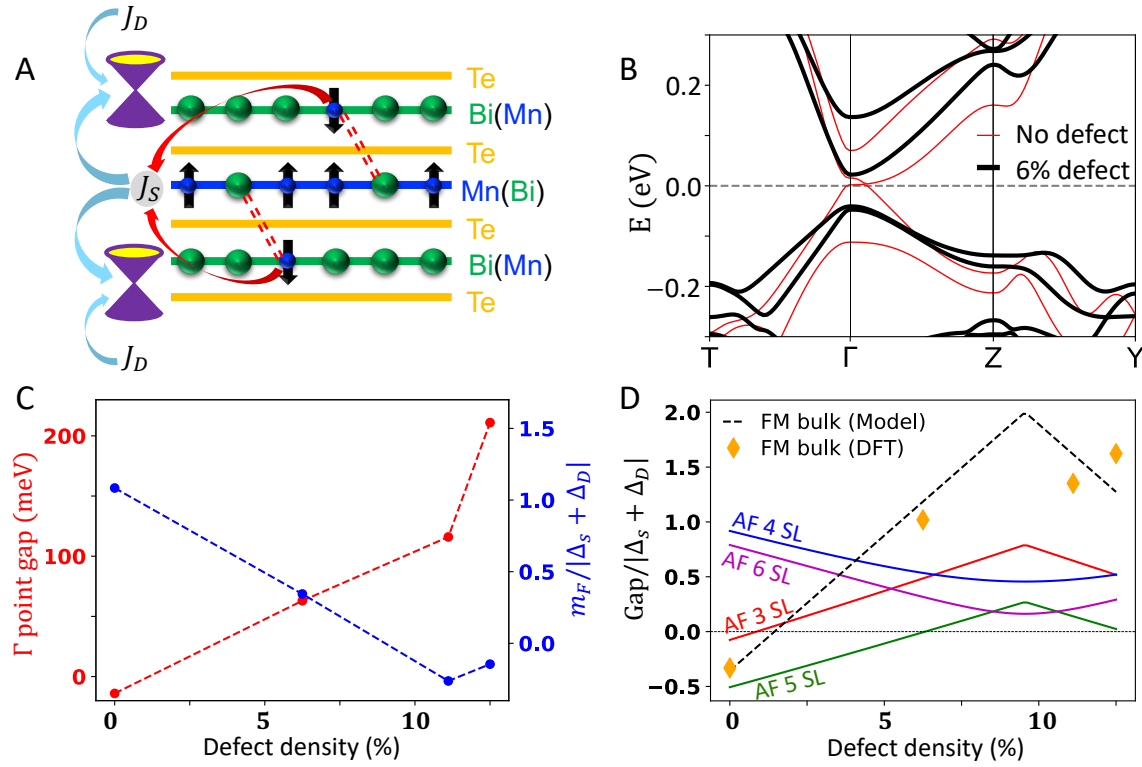 A
J_D
Te
Bi(Mn)
Te
J_S
Mn(Bi)
Te
Bi(Mn)
Te
J_D
B
E (eV)
0.2
0.0
−0.2
No defect
6% defect
T
Γ
Z
Y
C
Γ point gap (meV)
200
100
0
1.5
1.0
0.5
0.0
m_F/|Δ_s + Δ_D|
0
5
10
Defect density (%)
D
Gap/|Δ_s + Δ_D|
2.0
1.5
1.0
0.5
0.0
−0.5
FM bulk (Model)
FM bulk (DFT)
AF 4 SL
AF 6 SL
AF 3 SL
AF 5 SL
0
5
10
Defect density (%)